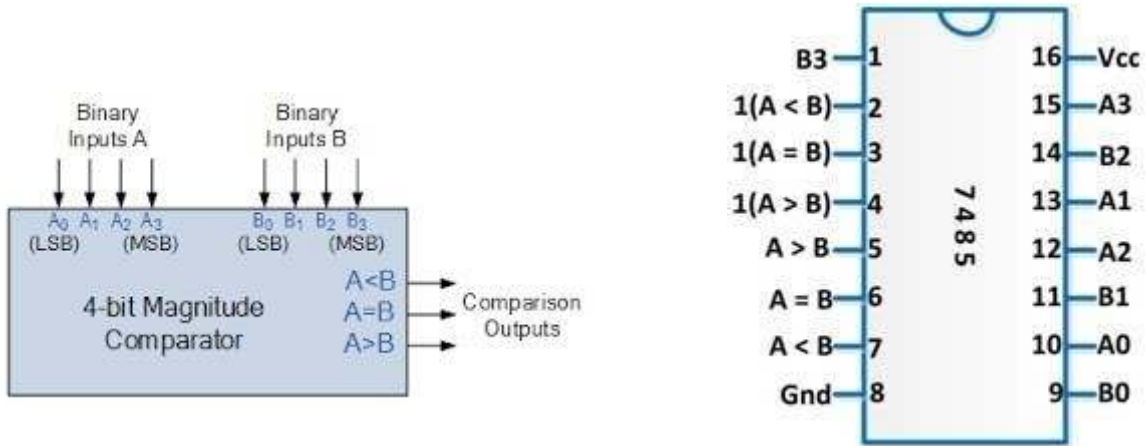 Binary
Inputs A
Binary
Inputs B
A0 A1 A2 A3
(LSB) (MSB)
B0 B1 B2 B3
(LSB) (MSB)
4-bit Magnitude
Comparator
A<B
A=B
A>B
Comparison
Outputs
B3 1
1(A < B) 2
1(A = B) 3
1(A > B) 4
A > B 5
A = B 6
A < B 7
Gnd 8
7485
16 Vcc
15 A3
14 B2
13 A1
12 A2
11 B1
10 A0
9 B0